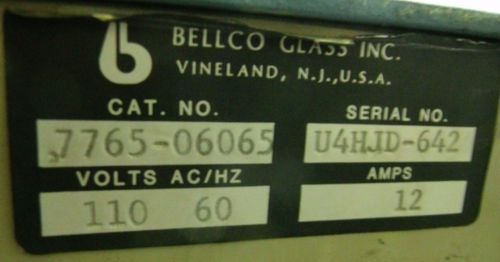 BELLCO GLASS INC.
VINELAND, N.J., U.S.A.
CAT. NO. SERIAL NO.
7765-06065 U4HJD-642
VOLTS AC/HZ AMPS
110 60 12